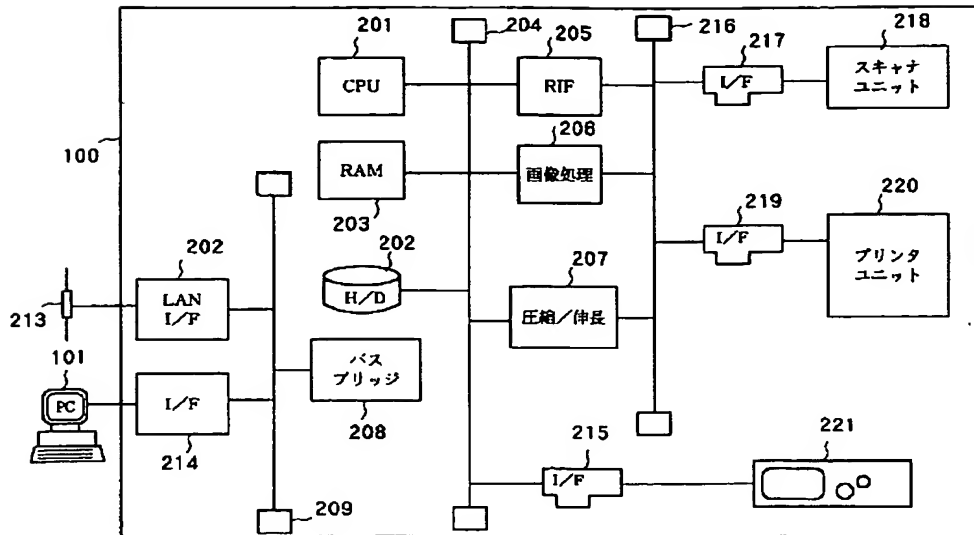 201
204
205
216
217
218
CPU
RIF
I/F
スキャナ
ユニット
100
RAM
203
206
画像処理
219
I/F
220
プリンタ
ユニット
202
LAN
I/F
213
202
H/D
207
圧縮/伸長
101
PC
I/F
214
バス
ブリッジ
208
209
215
I/F
221